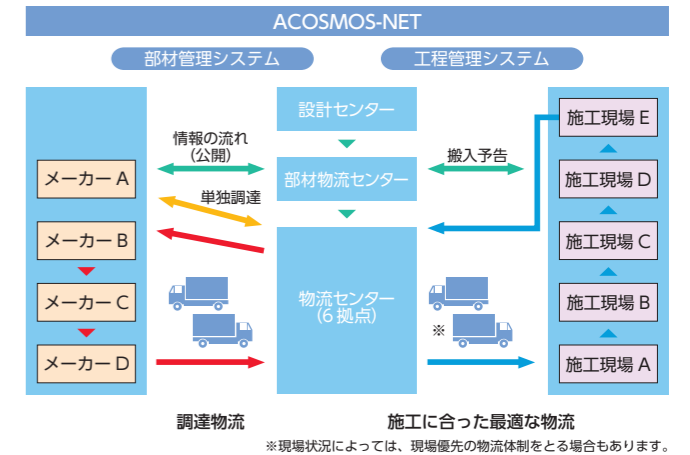 ACOSMOS-NET
部材管理システム
工程管理システム
設計センター
施工現場 E
情報の流れ
(公開)
搬入予告
メーカー A
部材物流センター
施工現場 D
単独調達
メーカー B
施工現場 C
メーカー C
物流センター
(6 拠点)
施工現場 B
※
メーカー D
施工現場 A
調達物流
施工に合った最適な物流
※現場状況によっては、現場優先の物流体制をとる場合もあります。